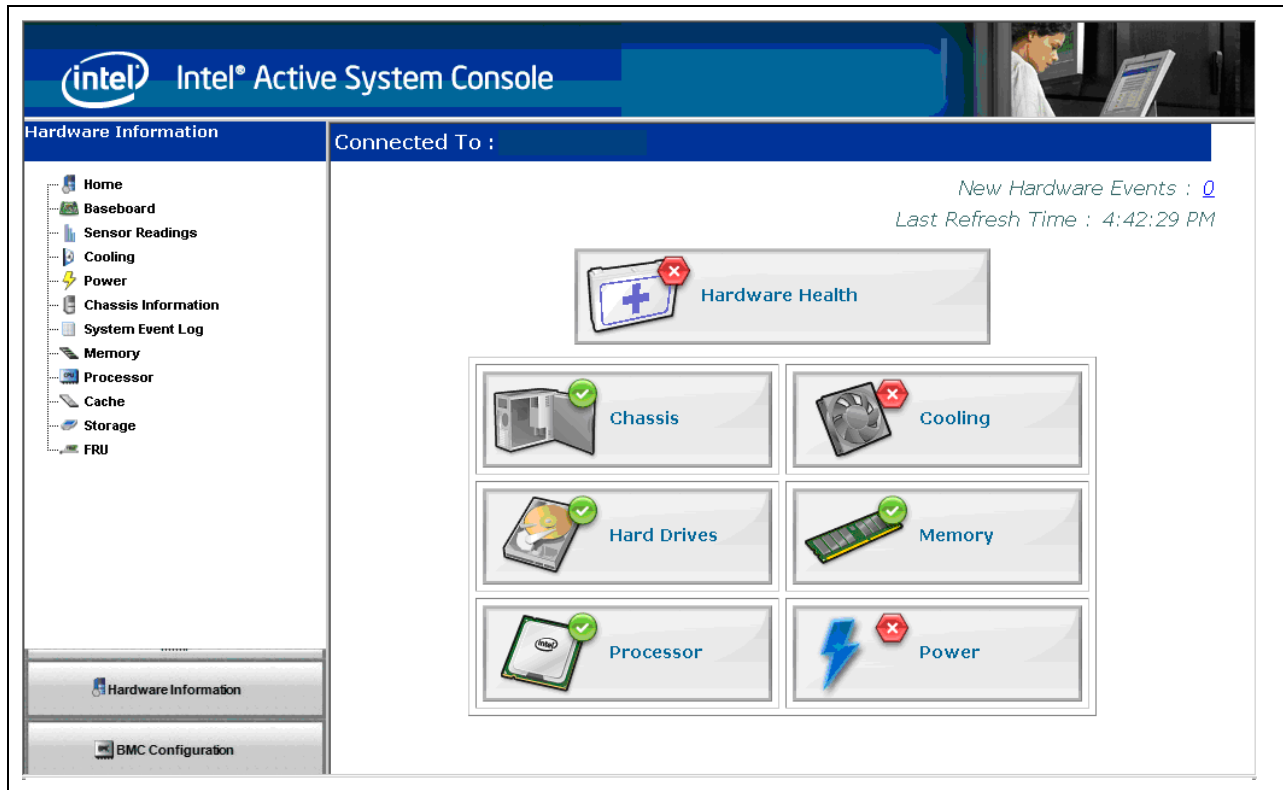 intel Intel® Active System Console
Hardware Information
Connected To :
Home
Baseboard
Sensor Readings
Cooling
Power
Chassis Information
System Event Log
Memory
CPU Processor
Cache
Storage
FRU
Hardware Information
BMC Configuration
New Hardware Events : 0
Last Refresh Time : 4:42:29 PM
Hardware Health
Chassis
Cooling
Hard Drives
Memory
intel Processor
Power